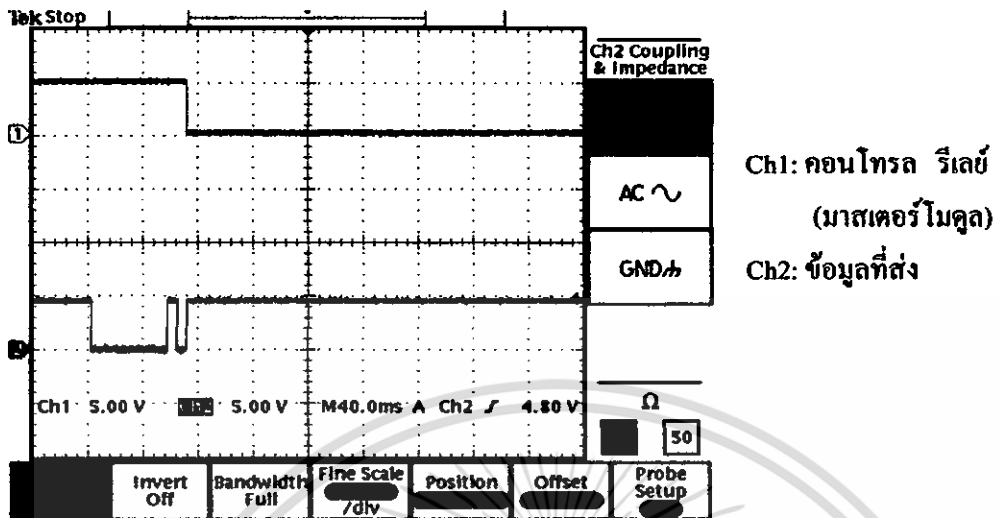 Tek Stop
Ch2 Coupling
& Impedance
1
AC
GND
Ch1: คอนโทรล รีเลย์
(มาสเตอร์โมดูล)
Ch2: ข้อมูลที่ส่ง
Ch1 5.00 V 5.00 V M40.0ms A Ch2 4.80 V
Ω
50
Invert
Off
Bandwidth
Full
Fine Scale
/div
Position
Offset
Probe
Setup